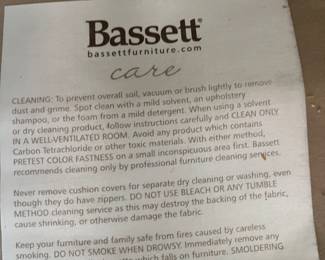 Bassett®
bassettfurniture.com
care
CLEANING: To prevent overall soil, vacuum or brush lightly to remove
dust and grime. Spot clean with a mild solvent, an upholstery
shampoo, or the foam from a mild detergent. When using a solvent
or dry cleaning product, follow instructions carefully and CLEAN ONLY
IN A WELL-VENTILATED ROOM. Avoid any product which contains
Carbon Tetrachloride or other toxic materials. With either method,
PRETEST COLOR FASTNESS on a small inconspicuous area first. Bassett
recommends cleaning only by professional furniture cleaning services.
Never remove cushion covers for separate dry cleaning or washing, even
though they do have zippers. DO NOT USE BLEACH OR ANY TUMBLE
METHOD cleaning service as this may destroy the backing of the fabric,
cause shrinking, or otherwise damage the fabric.
Keep your furniture and family safe from fires caused by careless
smoking. DO NOT SMOKE WHEN DROWSY. Immediately remove any
which falls on furniture. SMOLDERING